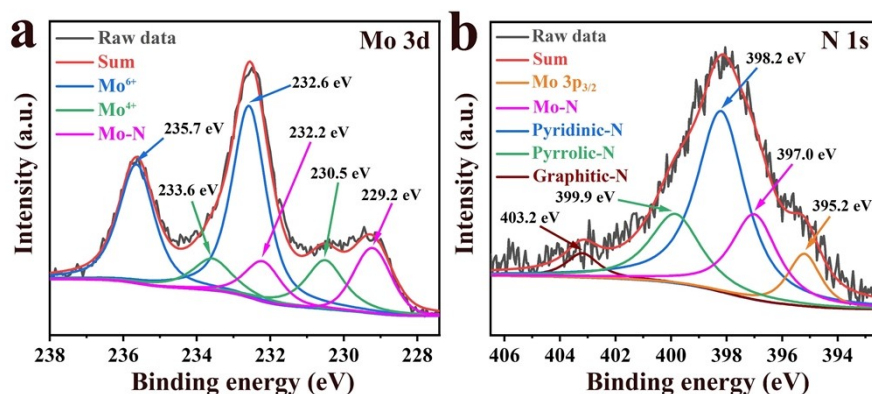 a
Mo 3d
Raw data
Sum
Mo⁶⁺
Mo⁴⁺
Mo-N
235.7 eV
233.6 eV
232.6 eV
232.2 eV
230.5 eV
229.2 eV
Intensity (a.u.)
238 236 234 232 230 228
Binding energy (eV)
b
N 1s
Raw data
Sum
Mo 3p₃/₂
Mo-N
Pyridinic-N
Pyrrolic-N
Graphitic-N
403.2 eV
399.9 eV
398.2 eV
397.0 eV
395.2 eV
Intensity (a.u.)
406 404 402 400 398 396 394
Binding energy (eV)